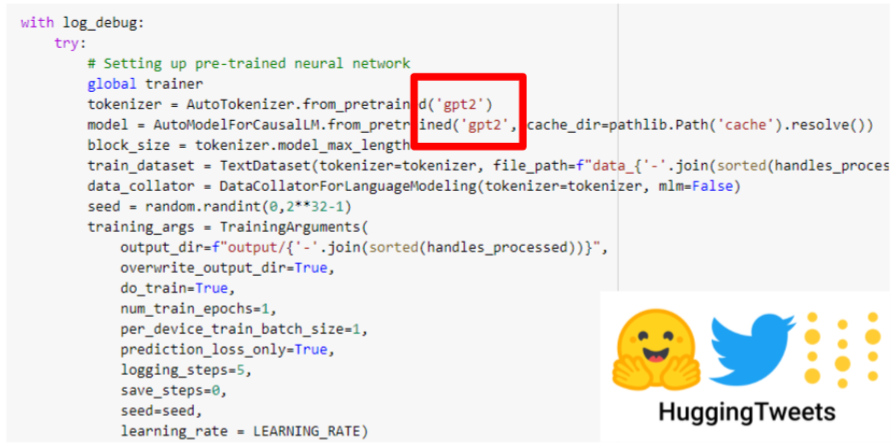 with log_debug:
try:
# Setting up pre-trained neural network
global trainer
tokenizer = AutoTokenizer.from_pretrained('gpt2')
model = AutoModelForCausalLM.from_pretrained('gpt2', cache_dir=pathlib.Path('cache').resolve())
block_size = tokenizer.model_max_length
train_dataset = TextDataset(tokenizer=tokenizer, file_path=f"data_{'-'.join(sorted(handles_proces
data_collator = DataCollatorForLanguageModeling(tokenizer=tokenizer, mlm=False)
seed = random.randint(0,2**32-1)
training_args = TrainingArguments(
output_dir=f"output/{'-'.join(sorted(handles_processed))}",
overwrite_output_dir=True,
do_train=True,
num_train_epochs=1,
per_device_train_batch_size=1,
prediction_loss_only=True,
logging_steps=5,
save_steps=0,
seed=seed,
learning_rate = LEARNING_RATE)
HuggingTweets